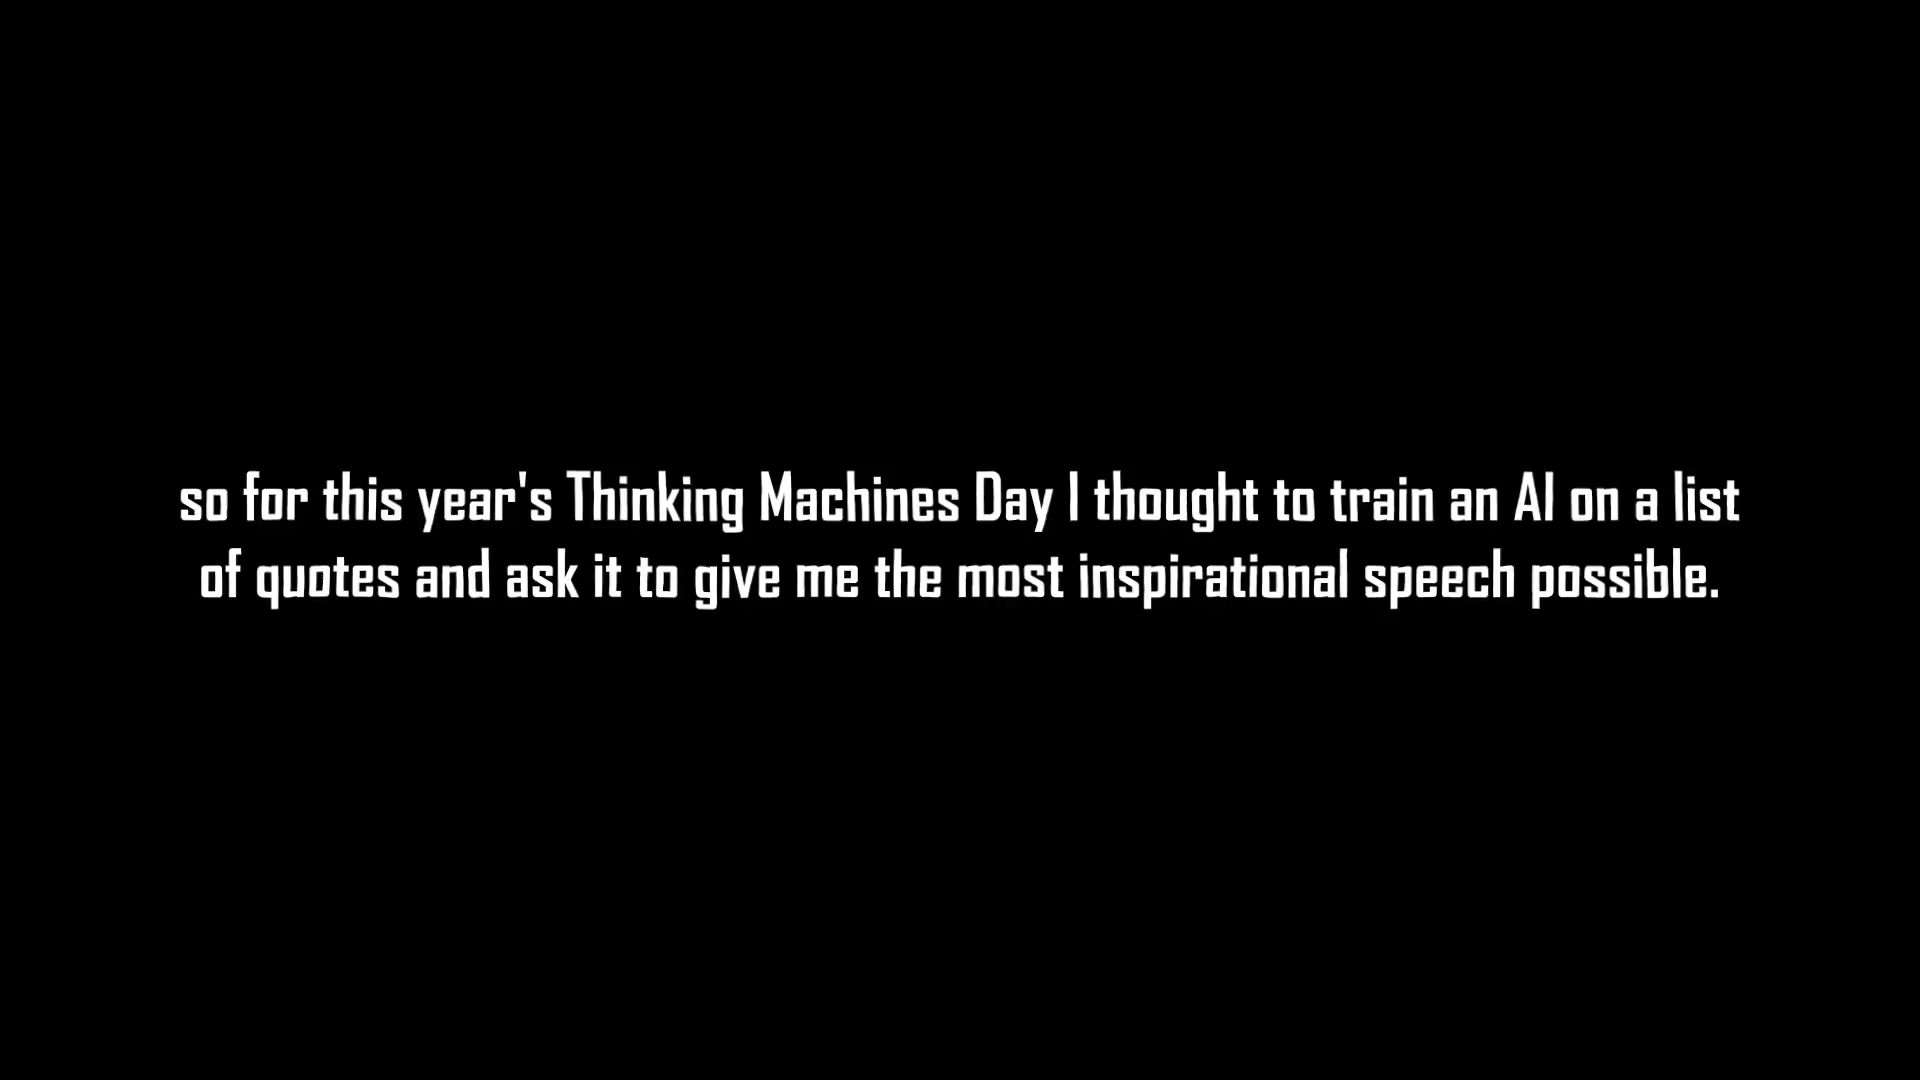 so for this year's Thinking Machines Day I thought to train an AI on a list
of quotes and ask it to give me the most inspirational speech possible.